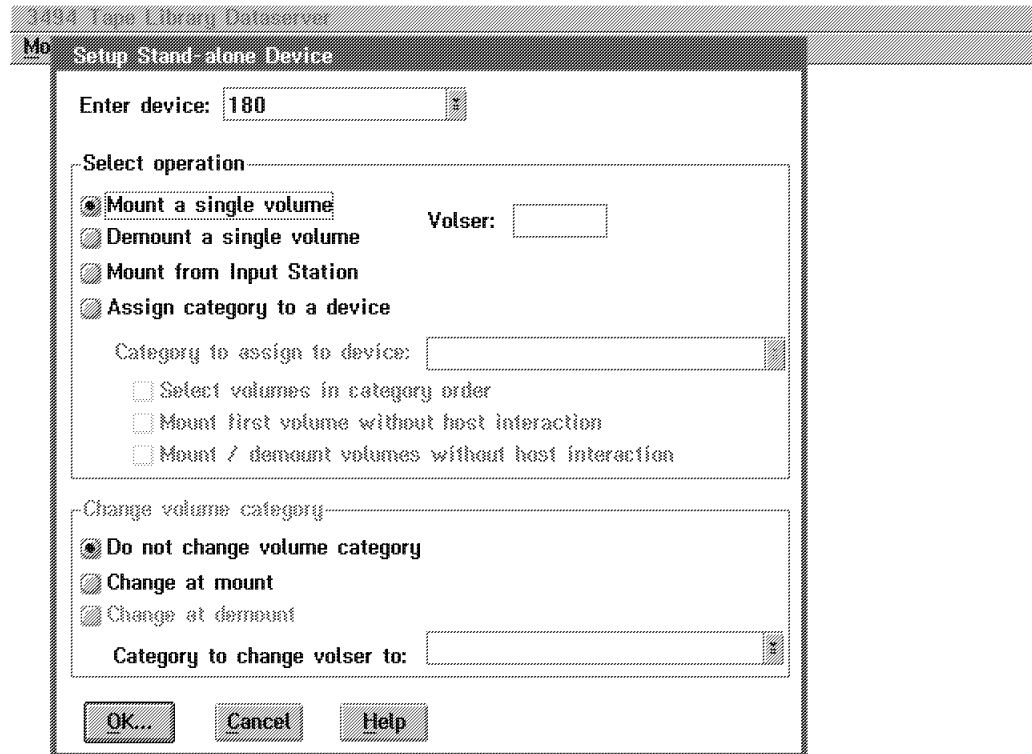 3494 Tape Library Dataserver
Mo
Setup Stand-alone Device
Enter device: 180
Select operation
Mount a single volume
Volser:
Demount a single volume
Mount from Input Station
Assign category to a device
Category to assign to device:
Select volumes in category order
Mount first volume without host interaction
Mount / demount volumes without host interaction
Change volume category
Do not change volume category
Change at mount
Change at demount
Category to change volser to:
OK... Cancel Help